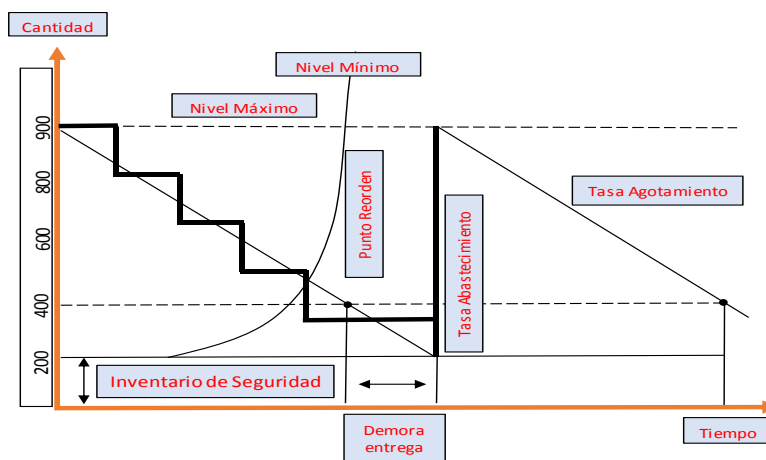 Cantidad
Nivel Mínimo
Nivel Máximo
900
800
600
400
200
Punto Reorden
Tasa Abastecimiento
Tasa Agotamiento
Inventario de Seguridad
Demora
entrega
Tiempo